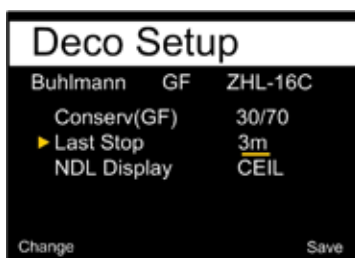 Deco Setup
Buhlmann GF ZHL-16C
Conserv(GF) 30/70
Last Stop 3m
NDL Display CEIL
Change Save